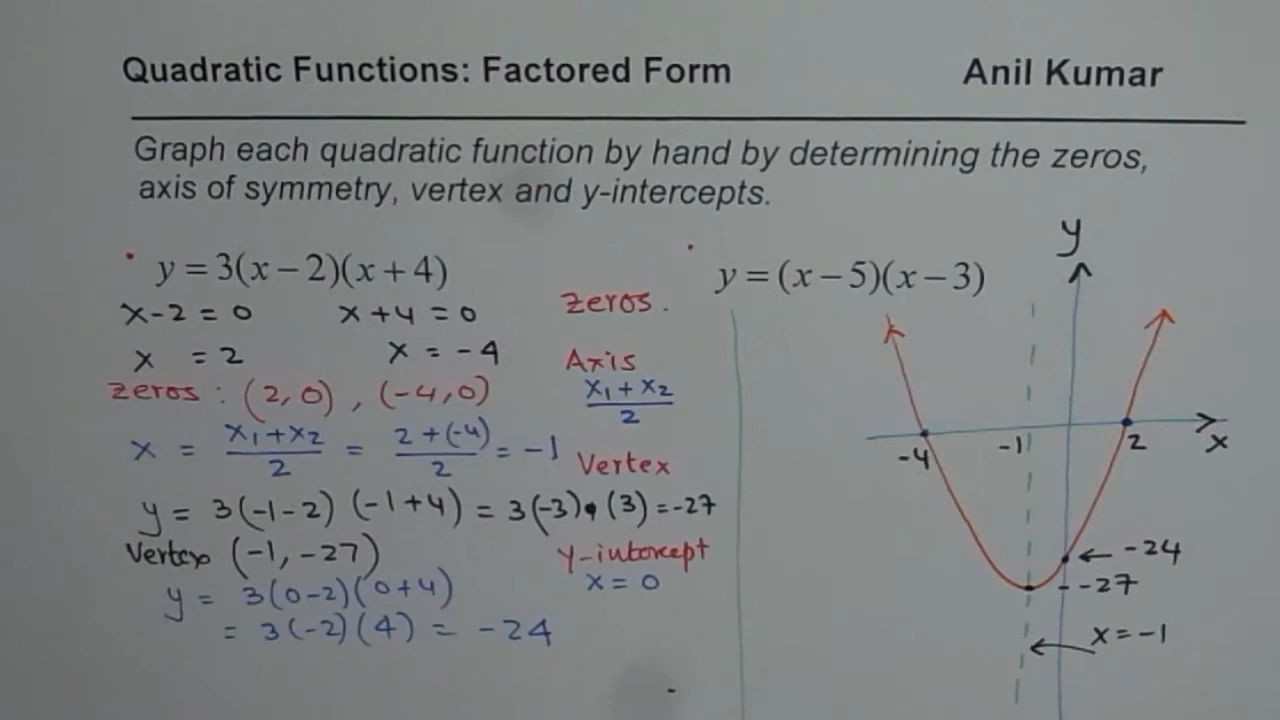 Quadratic Functions: Factored Form Anil Kumar
Graph each quadratic function by hand by determining the zeros,
axis of symmetry, vertex and y-intercepts.
y = 3(x − 2)(x + 4)
x-2 = 0 x+4 = 0
x = 2 x = -4
zeros : (2,0) , (-4,0)
x = x₁+x₂/2 = 2+(-4)/2 = -1
y = 3(-1-2) (-1+4) = 3(-3)•(3) = -27
Vertex (-1, -27)
y = 3(0-2)(0+4)
= 3(-2)(4) = -24
zeros.
Axis
x₁+x₂/2
Vertex
y-intercept
x = 0
y = (x − 5)(x − 3)
y
x
-4
-1
2
-24
-27
x = -1